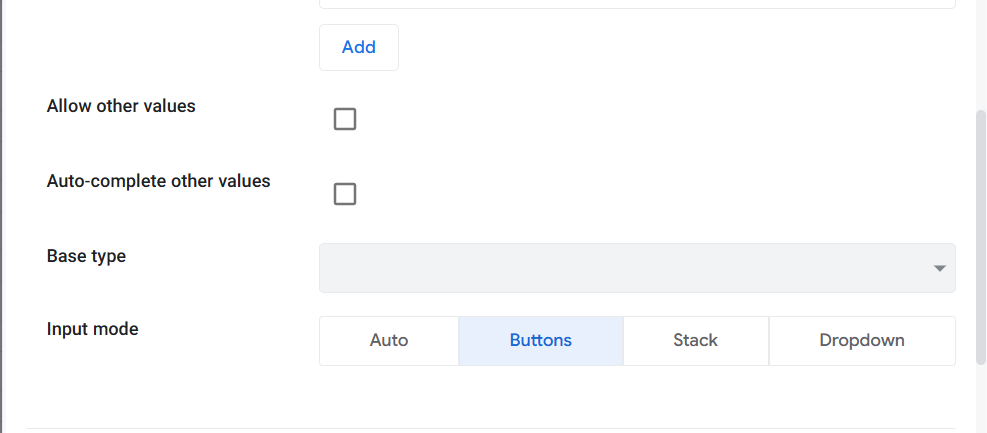 Add
Allow other values
Auto-complete other values
Base type
Input mode
Auto Buttons Stack Dropdown